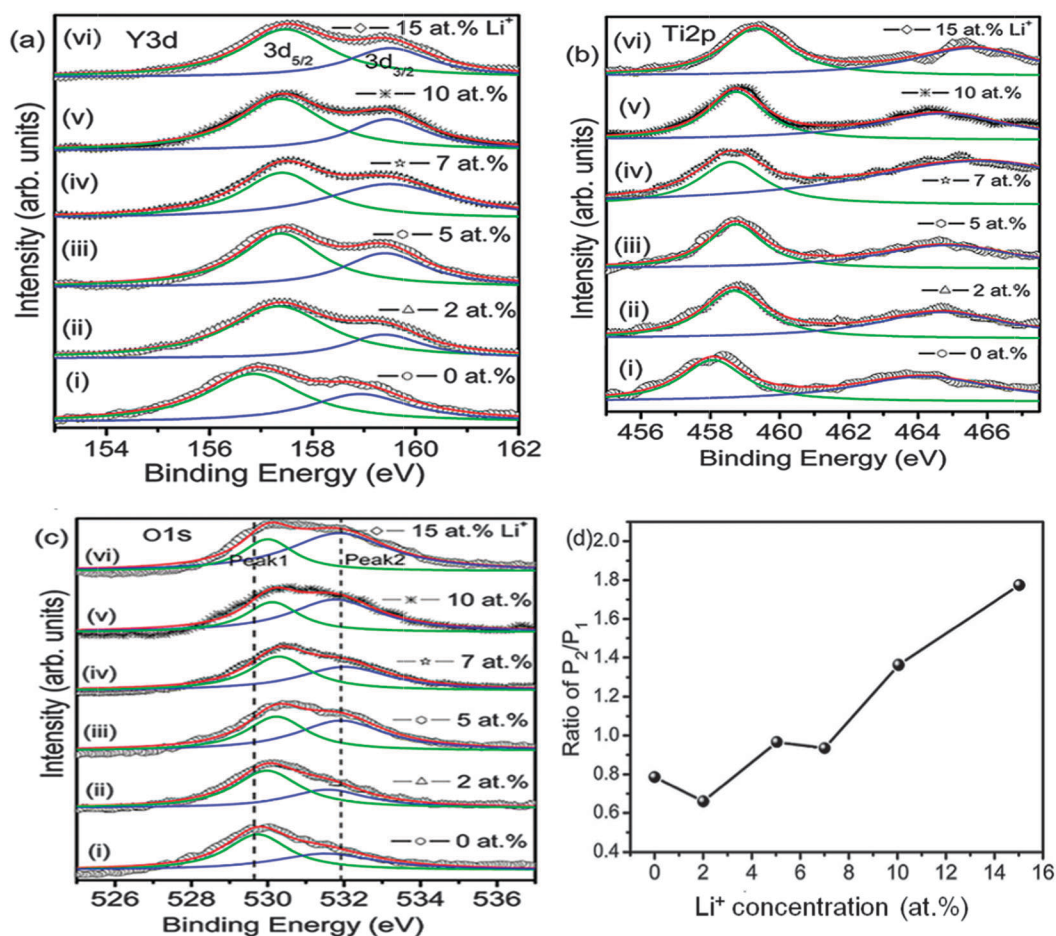 (a)
Y3d
(vi)
15 at.% Li⁺
3d5/2
3d3/2
(v)
10 at.%
(iv)
7 at.%
(iii)
5 at.%
(ii)
2 at.%
(i)
0 at.%
Intensity (arb. units)
154 156 158 160 162
Binding Energy (eV)
(b)
Ti2p
(vi)
15 at.% Li⁺
(v)
10 at.%
(iv)
7 at.%
(iii)
5 at.%
(ii)
2 at.%
(i)
0 at.%
Intensity (arb. units)
456 458 460 462 464 466
Binding Energy (eV)
(c)
O1s
15 at.% Li⁺
(vi)
Peak1
Peak2
(v)
10 at.%
(iv)
7 at.%
(iii)
5 at.%
(ii)
2 at.%
(i)
0 at.%
Intensity (arb. units)
526 528 530 532 534 536
Binding Energy (eV)
(d)
2.0
1.8
1.6
1.4
1.2
1.0
0.8
0.6
0.4
Ratio of P2/P1
0 2 4 6 8 10 12 14 16
Li⁺ concentration (at.%)